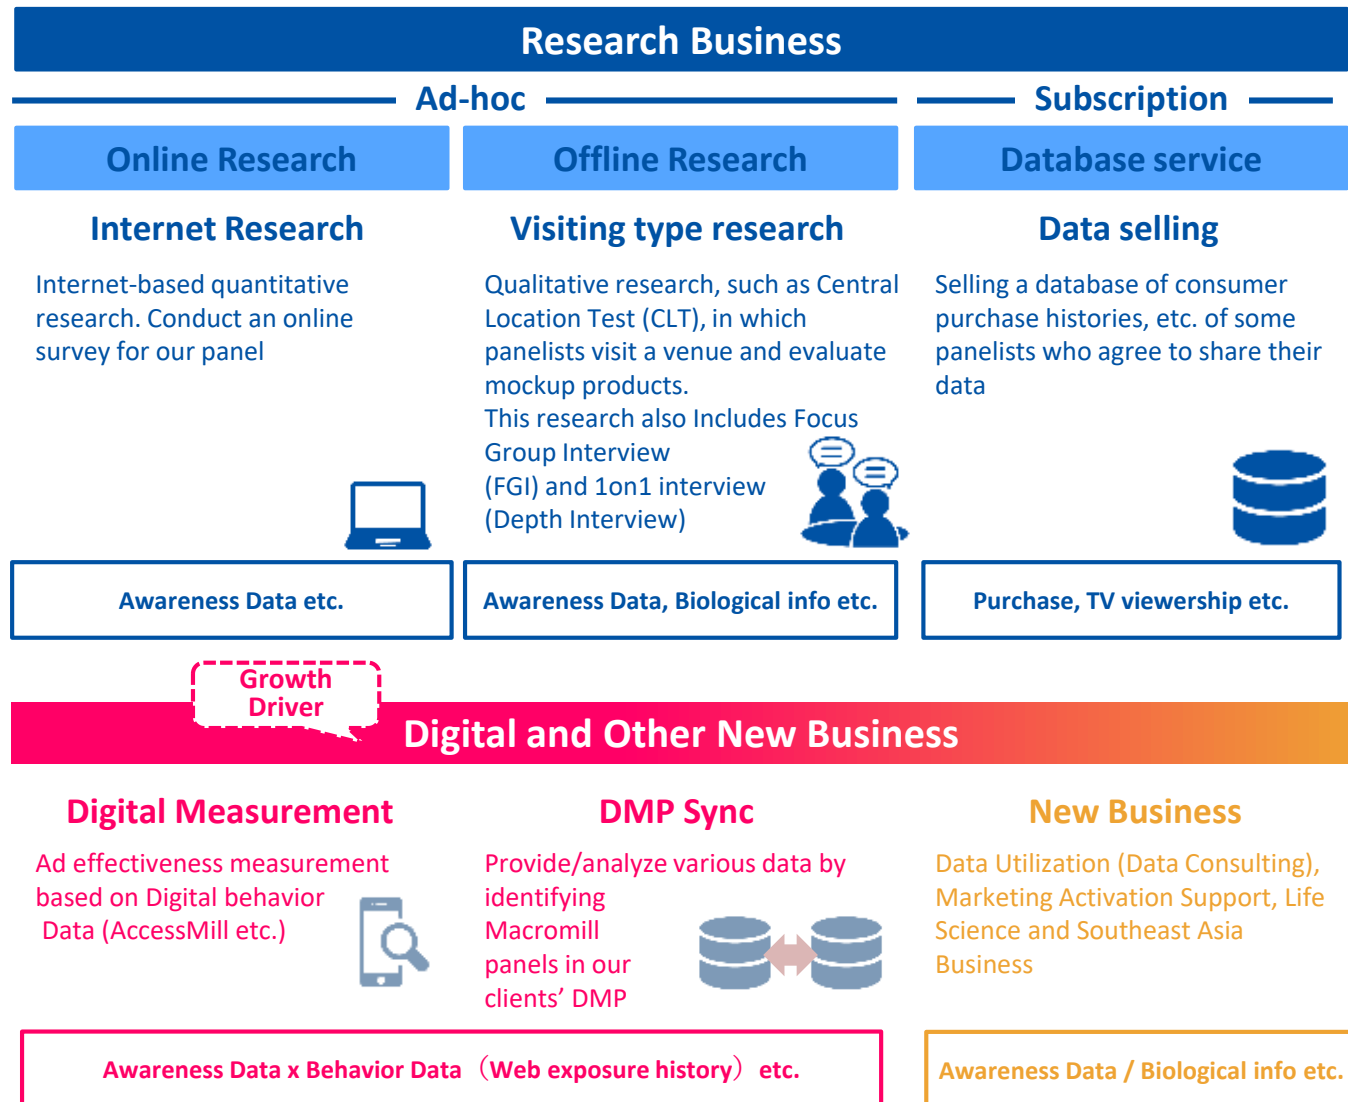 Research Business
Ad-hoc
Subscription
Online Research
Offline Research
Database service
Internet Research
Internet-based quantitative
research. Conduct an online
survey for our panel
Visiting type research
Qualitative research, such as Central
Location Test (CLT), in which
panelists visit a venue and evaluate
mockup products.
This research also Includes Focus
Group Interview
(FGI) and 1on1 interview
(Depth Interview)
Data selling
Selling a database of consumer
purchase histories, etc. of some
panelists who agree to share their
data
Awareness Data etc.
Awareness Data, Biological info etc.
Purchase, TV viewership etc.
Growth
Driver
Digital and Other New Business
Digital Measurement
Ad effectiveness measurement
based on Digital behavior
Data (AccessMill etc.)
DMP Sync
Provide/analyze various data by
identifying
Macromill
panels in our
clients’ DMP
New Business
Data Utilization (Data Consulting),
Marketing Activation Support, Life
Science and Southeast Asia
Business
Awareness Data x Behavior Data（Web exposure history）etc.
Awareness Data / Biological info etc.